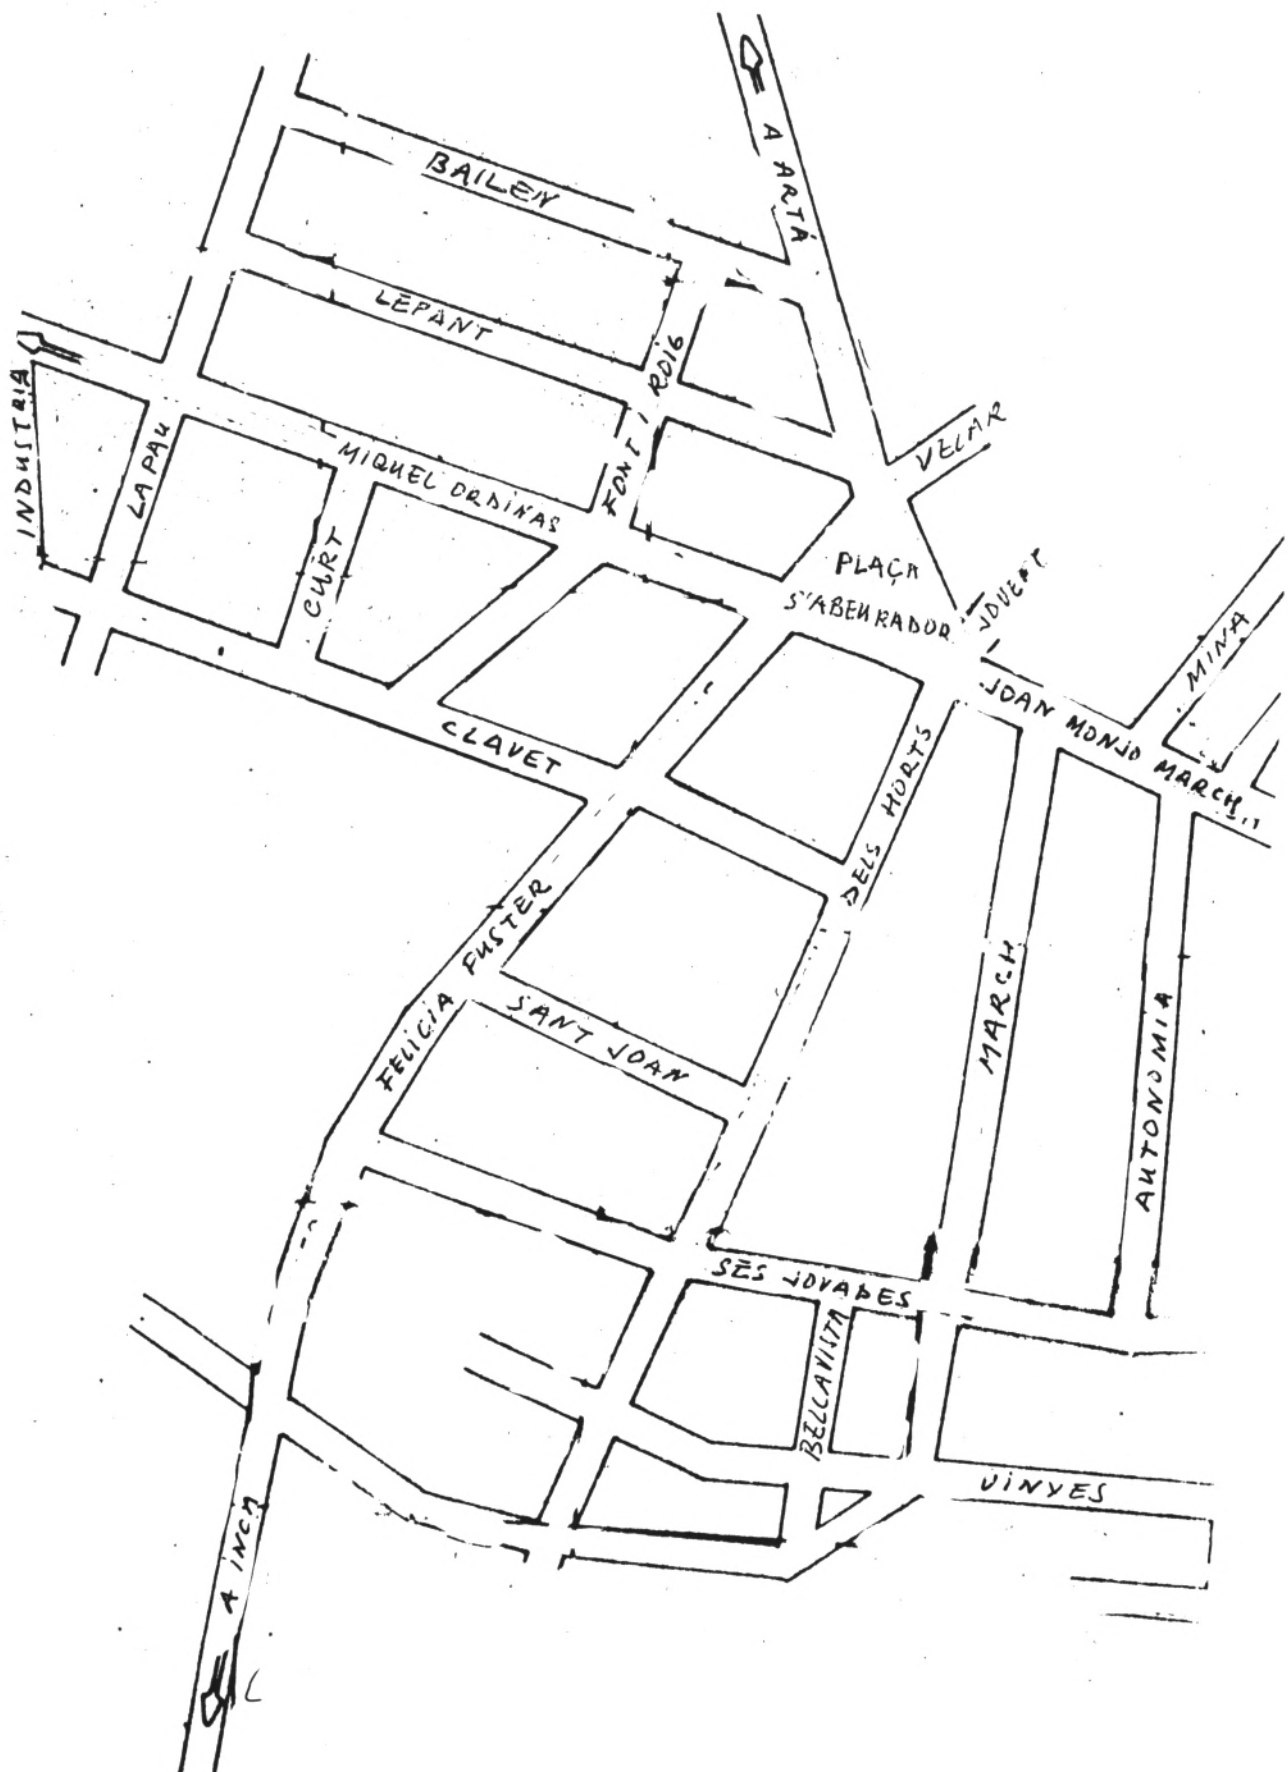 A ARTÁ
BAILEN
LEPANT
FONT I ROIG
INDUSTRIA
LA PAU
MIQUEL ORDINAS
CURT
VELAR
PLAÇA
S'ABEURADOR
JOVENT
MINA
JOAN MONJO MARCH
CLAVET
DELS HORTS
FELICIA FUSTER
SANT JOAN
MARCH
AUTONOMIA
SES JOVADES
BELLAVISTA
VINYES
A INCA